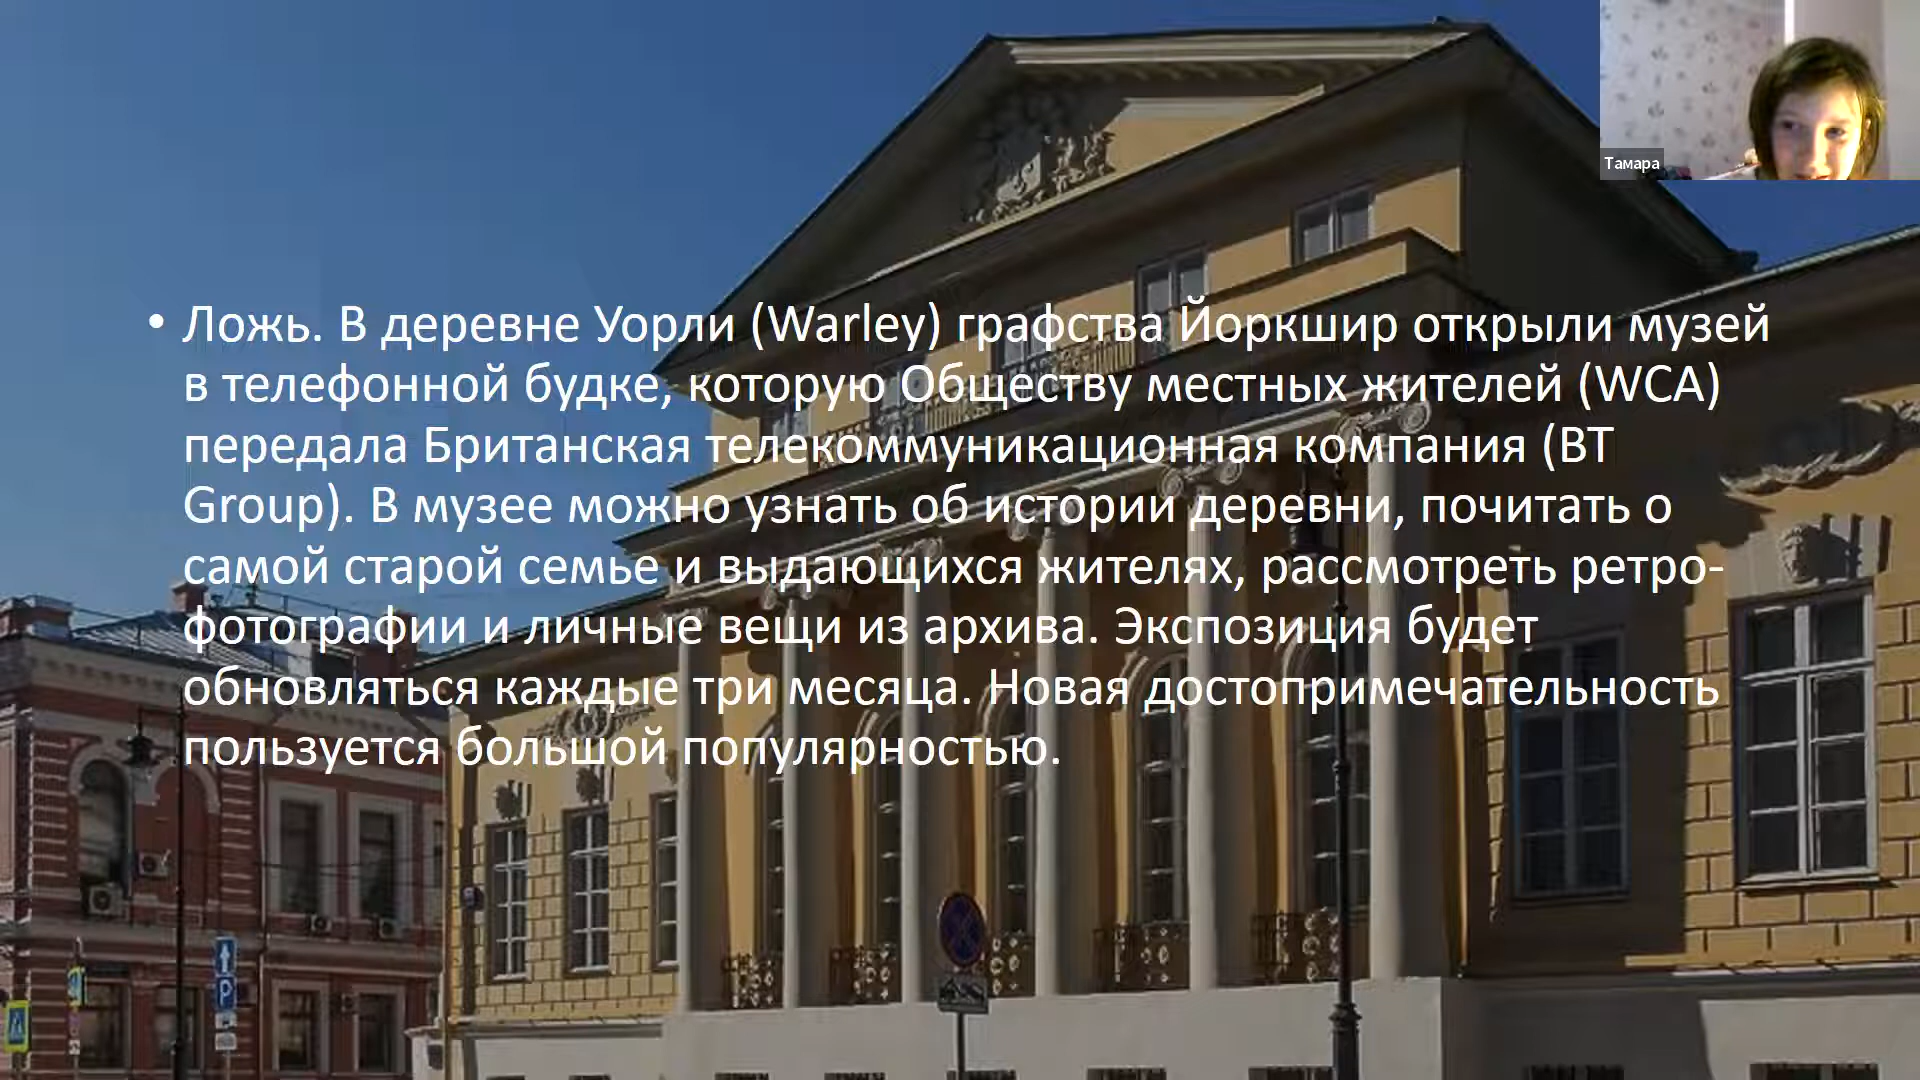 Тамара
• Ложь. В деревне Уорли (Warley) графства Йоркшир открыли музей
в телефонной будке, которую Обществу местных жителей (WCA)
передала Британская телекоммуникационная компания (BT
Group). В музее можно узнать об истории деревни, почитать о
самой старой семье и выдающихся жителях, рассмотреть ретро-
фотографии и личные вещи из архива. Экспозиция будет
обновляться каждые три месяца. Новая достопримечательность
пользуется большой популярностью.
P